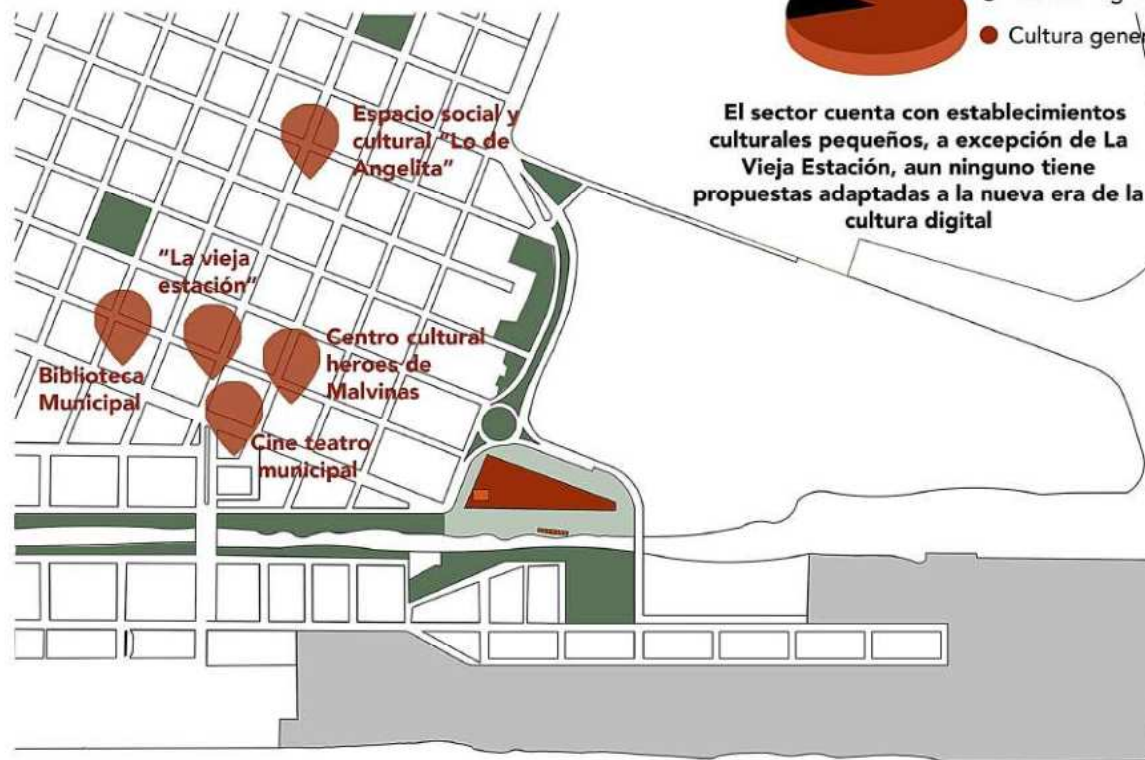 Cultura
El sector cuenta con establecimientos
culturales pequeños, a excepción de La
Vieja Estación, aun ninguno tiene
propuestas adaptadas a la nueva era de la
cultura digital
Espacio social y
cultural "Lo de
Angelita"
"La vieja
estación"
Centro cultural
heroes de
Malvinas
Biblioteca
Municipal
Cine teatro
municipal